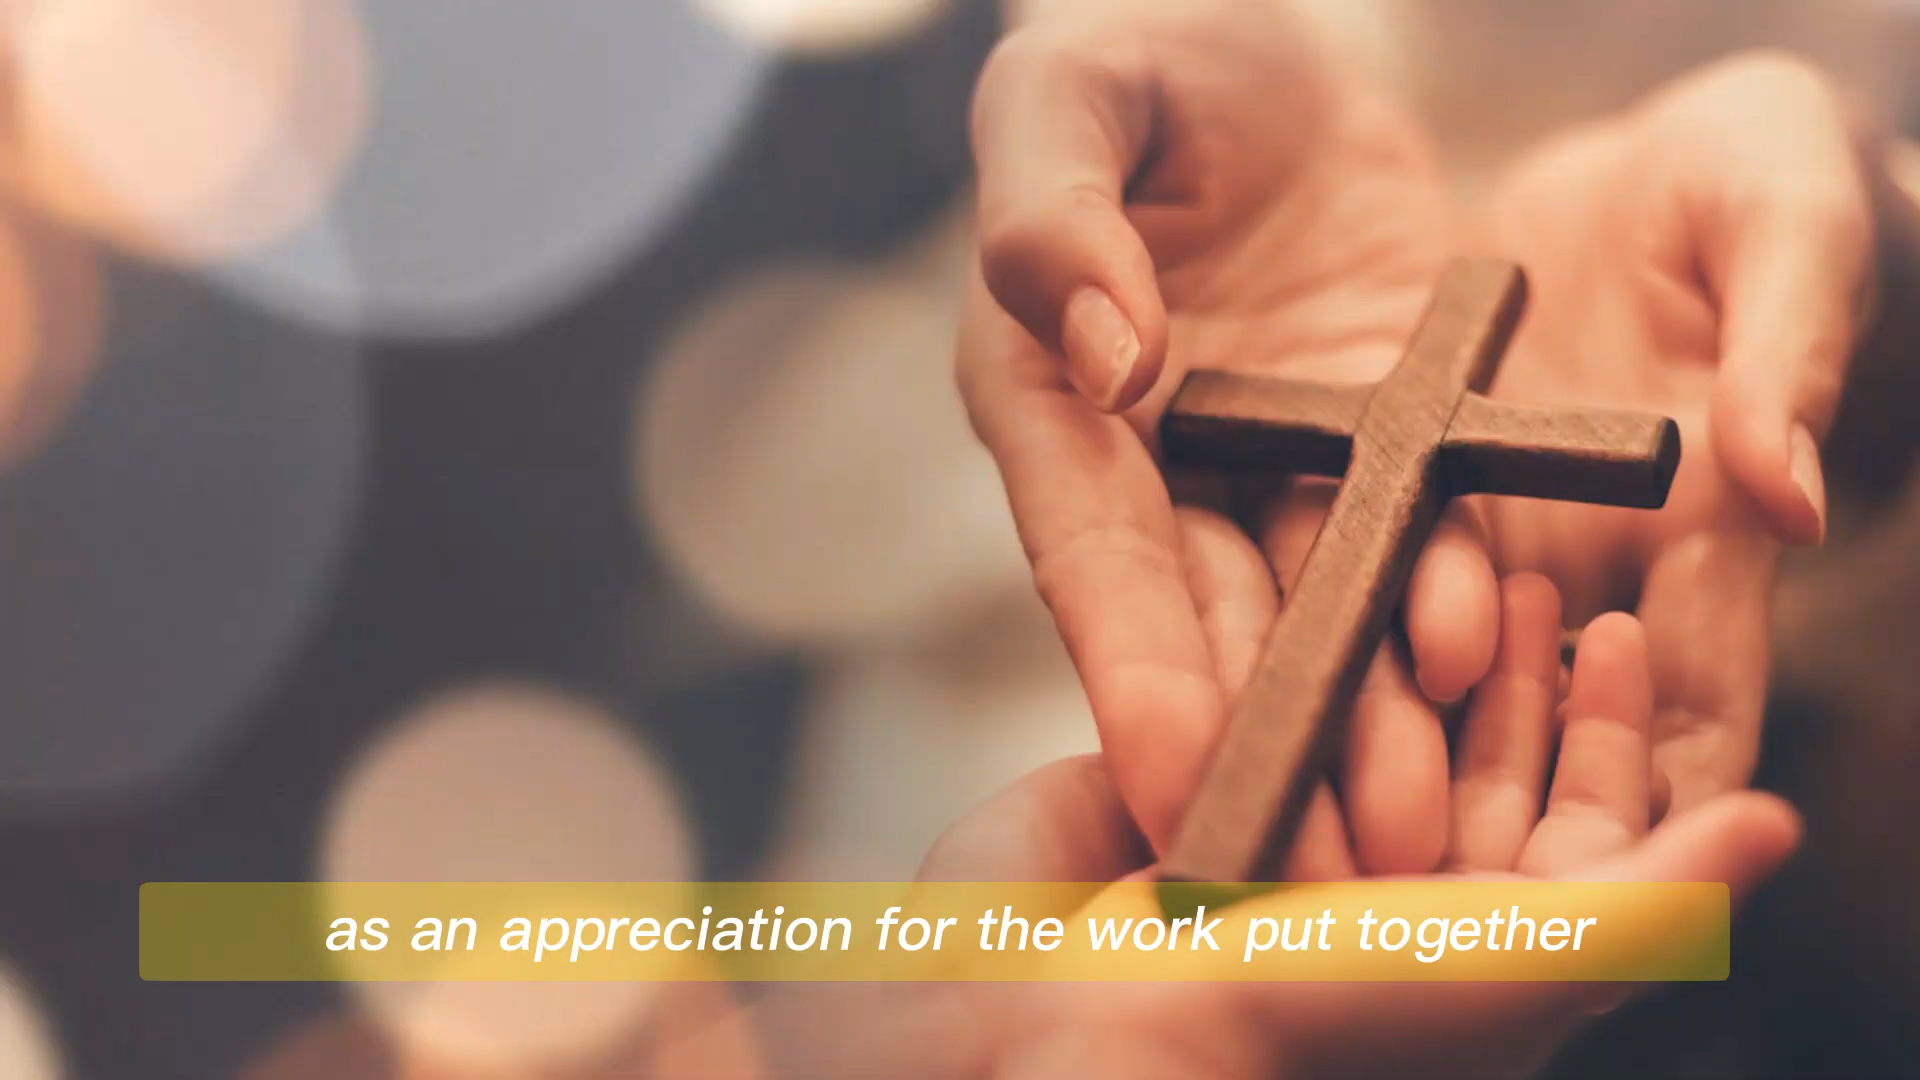 as an appreciation for the work put together